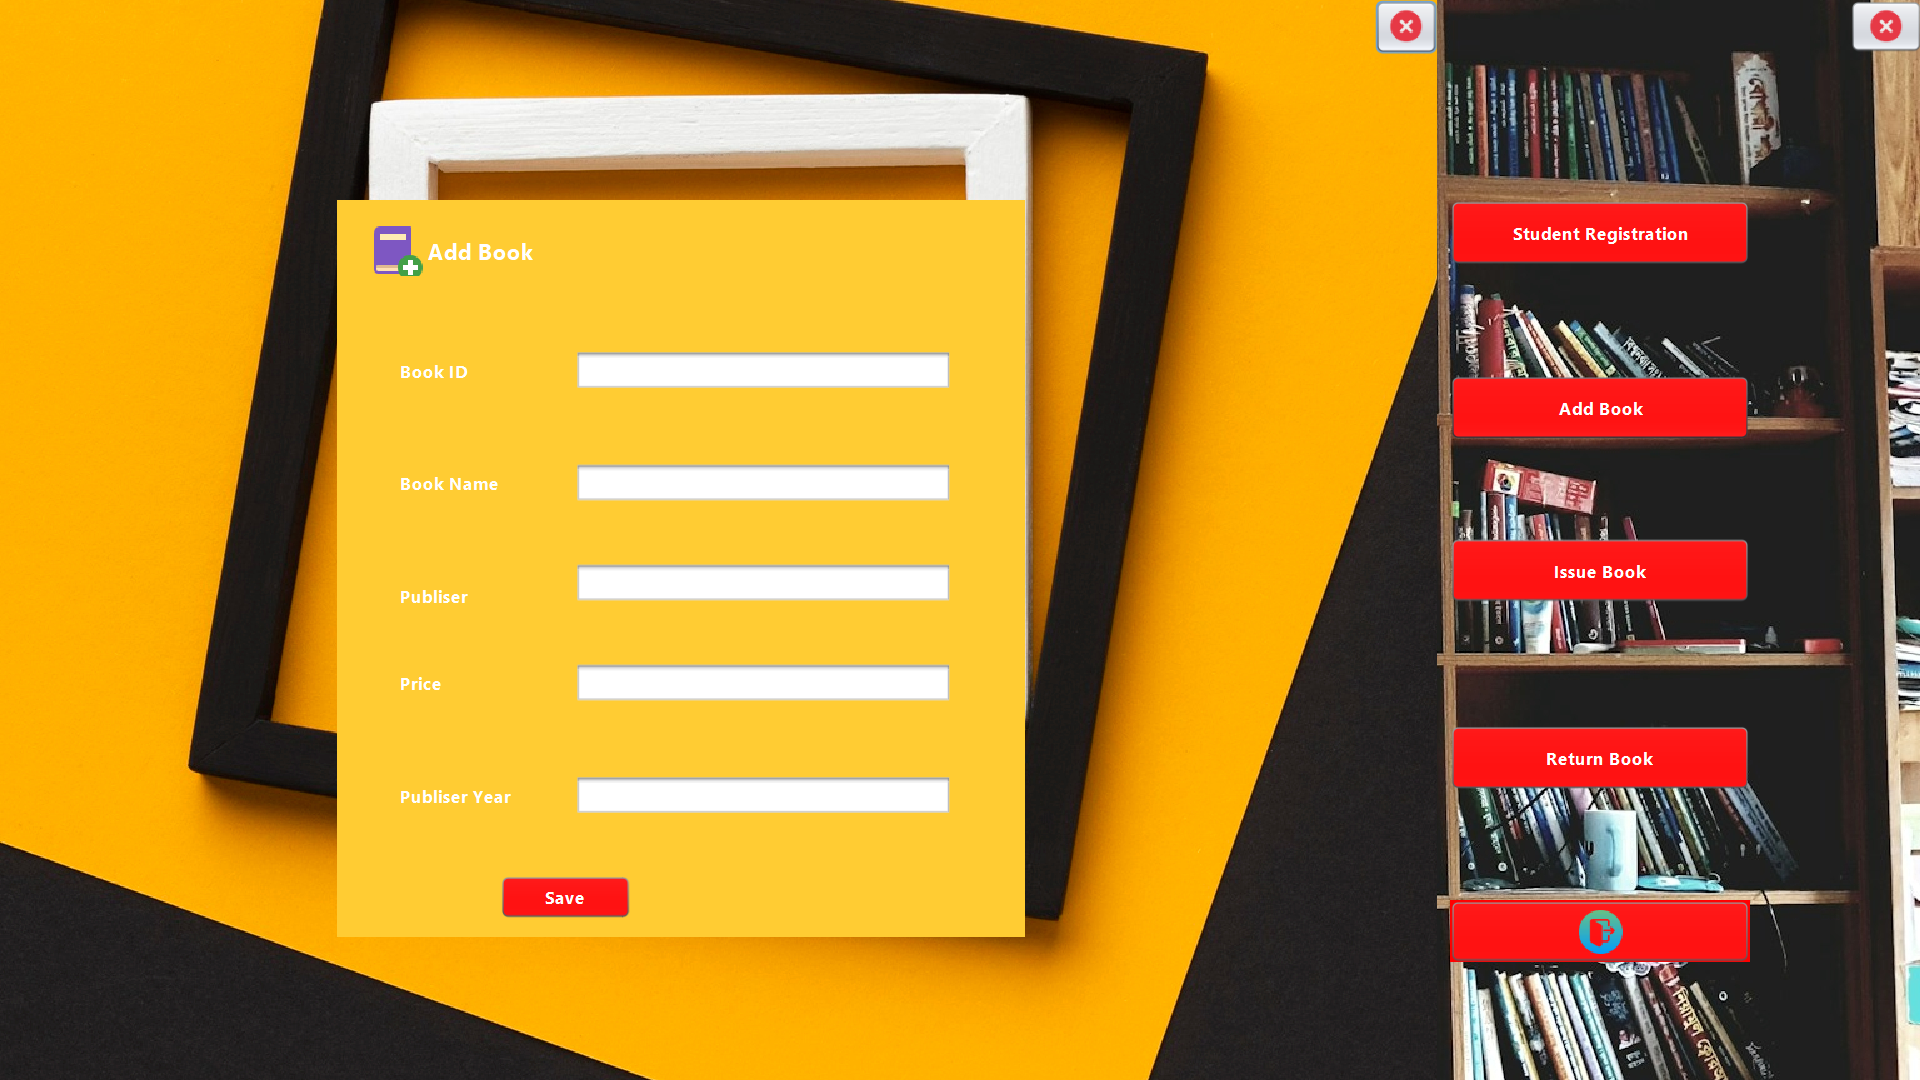 Add Book
Book ID
Book Name
Publiser
Price
Publiser Year
Save
Student Registration
Add Book
Issue Book
Return Book